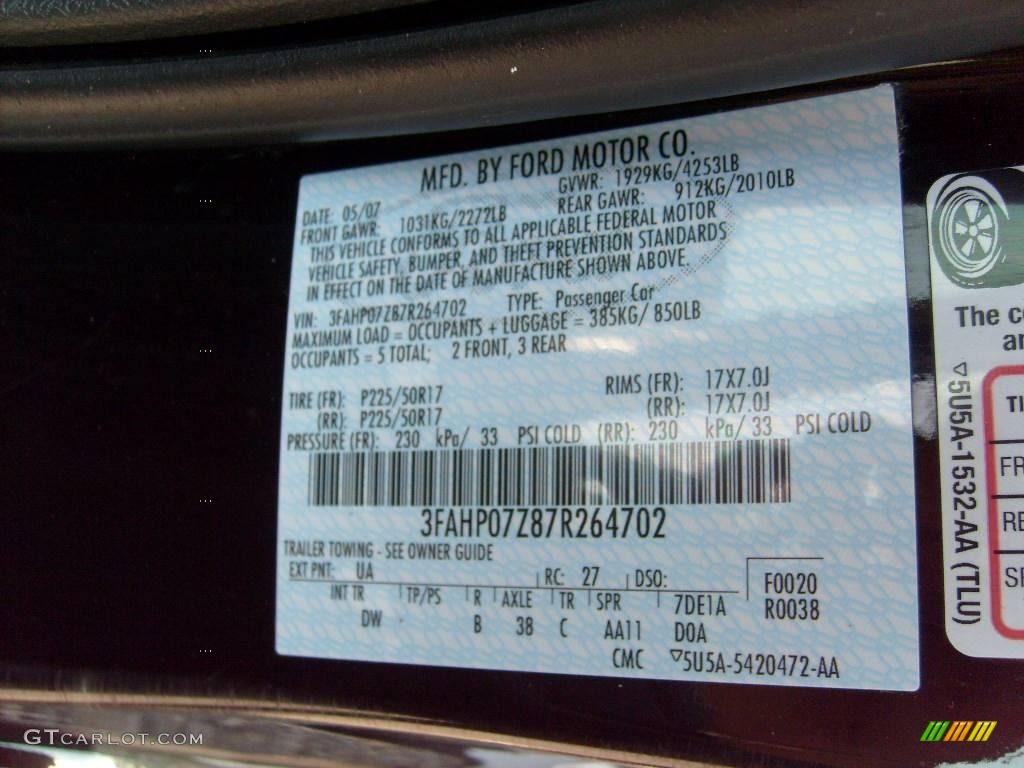 MFD. BY FORD MOTOR CO.
DATE: 05/07 GVWR: 1929KG/4253LB
FRONT GAWR: 1031KG/2272LB REAR GAWR: 912KG/2010LB
THIS VEHICLE CONFORMS TO ALL APPLICABLE FEDERAL MOTOR
VEHICLE SAFETY, BUMPER, AND THEFT PREVENTION STANDARDS
IN EFFECT ON THE DATE OF MANUFACTURE SHOWN ABOVE.
VIN: 3FAHP07Z87R264702 TYPE: Passenger Car
MAXIMUM LOAD = OCCUPANTS + LUGGAGE = 385KG/ 850LB
OCCUPANTS = 5 TOTAL; 2 FRONT, 3 REAR
TIRE (FR): P225/50R17 RIMS (FR): 17X7.0J
(RR): P225/50R17 (RR): 17X7.0J
PRESSURE (FR): 230 kPa/ 33 PSI COLD (RR): 230 kPa/ 33 PSI COLD
3FAHP07Z87R264702
TRAILER TOWING - SEE OWNER GUIDE
EXT PNT: UA RC: 27 DSO: F0020
INT TR TP/PS R AXLE TR SPR 7DE1A R0038
DW B 38 C AA11 D0A
CMC ▽5U5A-5420472-AA
The c
an
▽5U5A-1532-AA (TLU)
TI
FR
RE
SP
GTCARLOT.COM